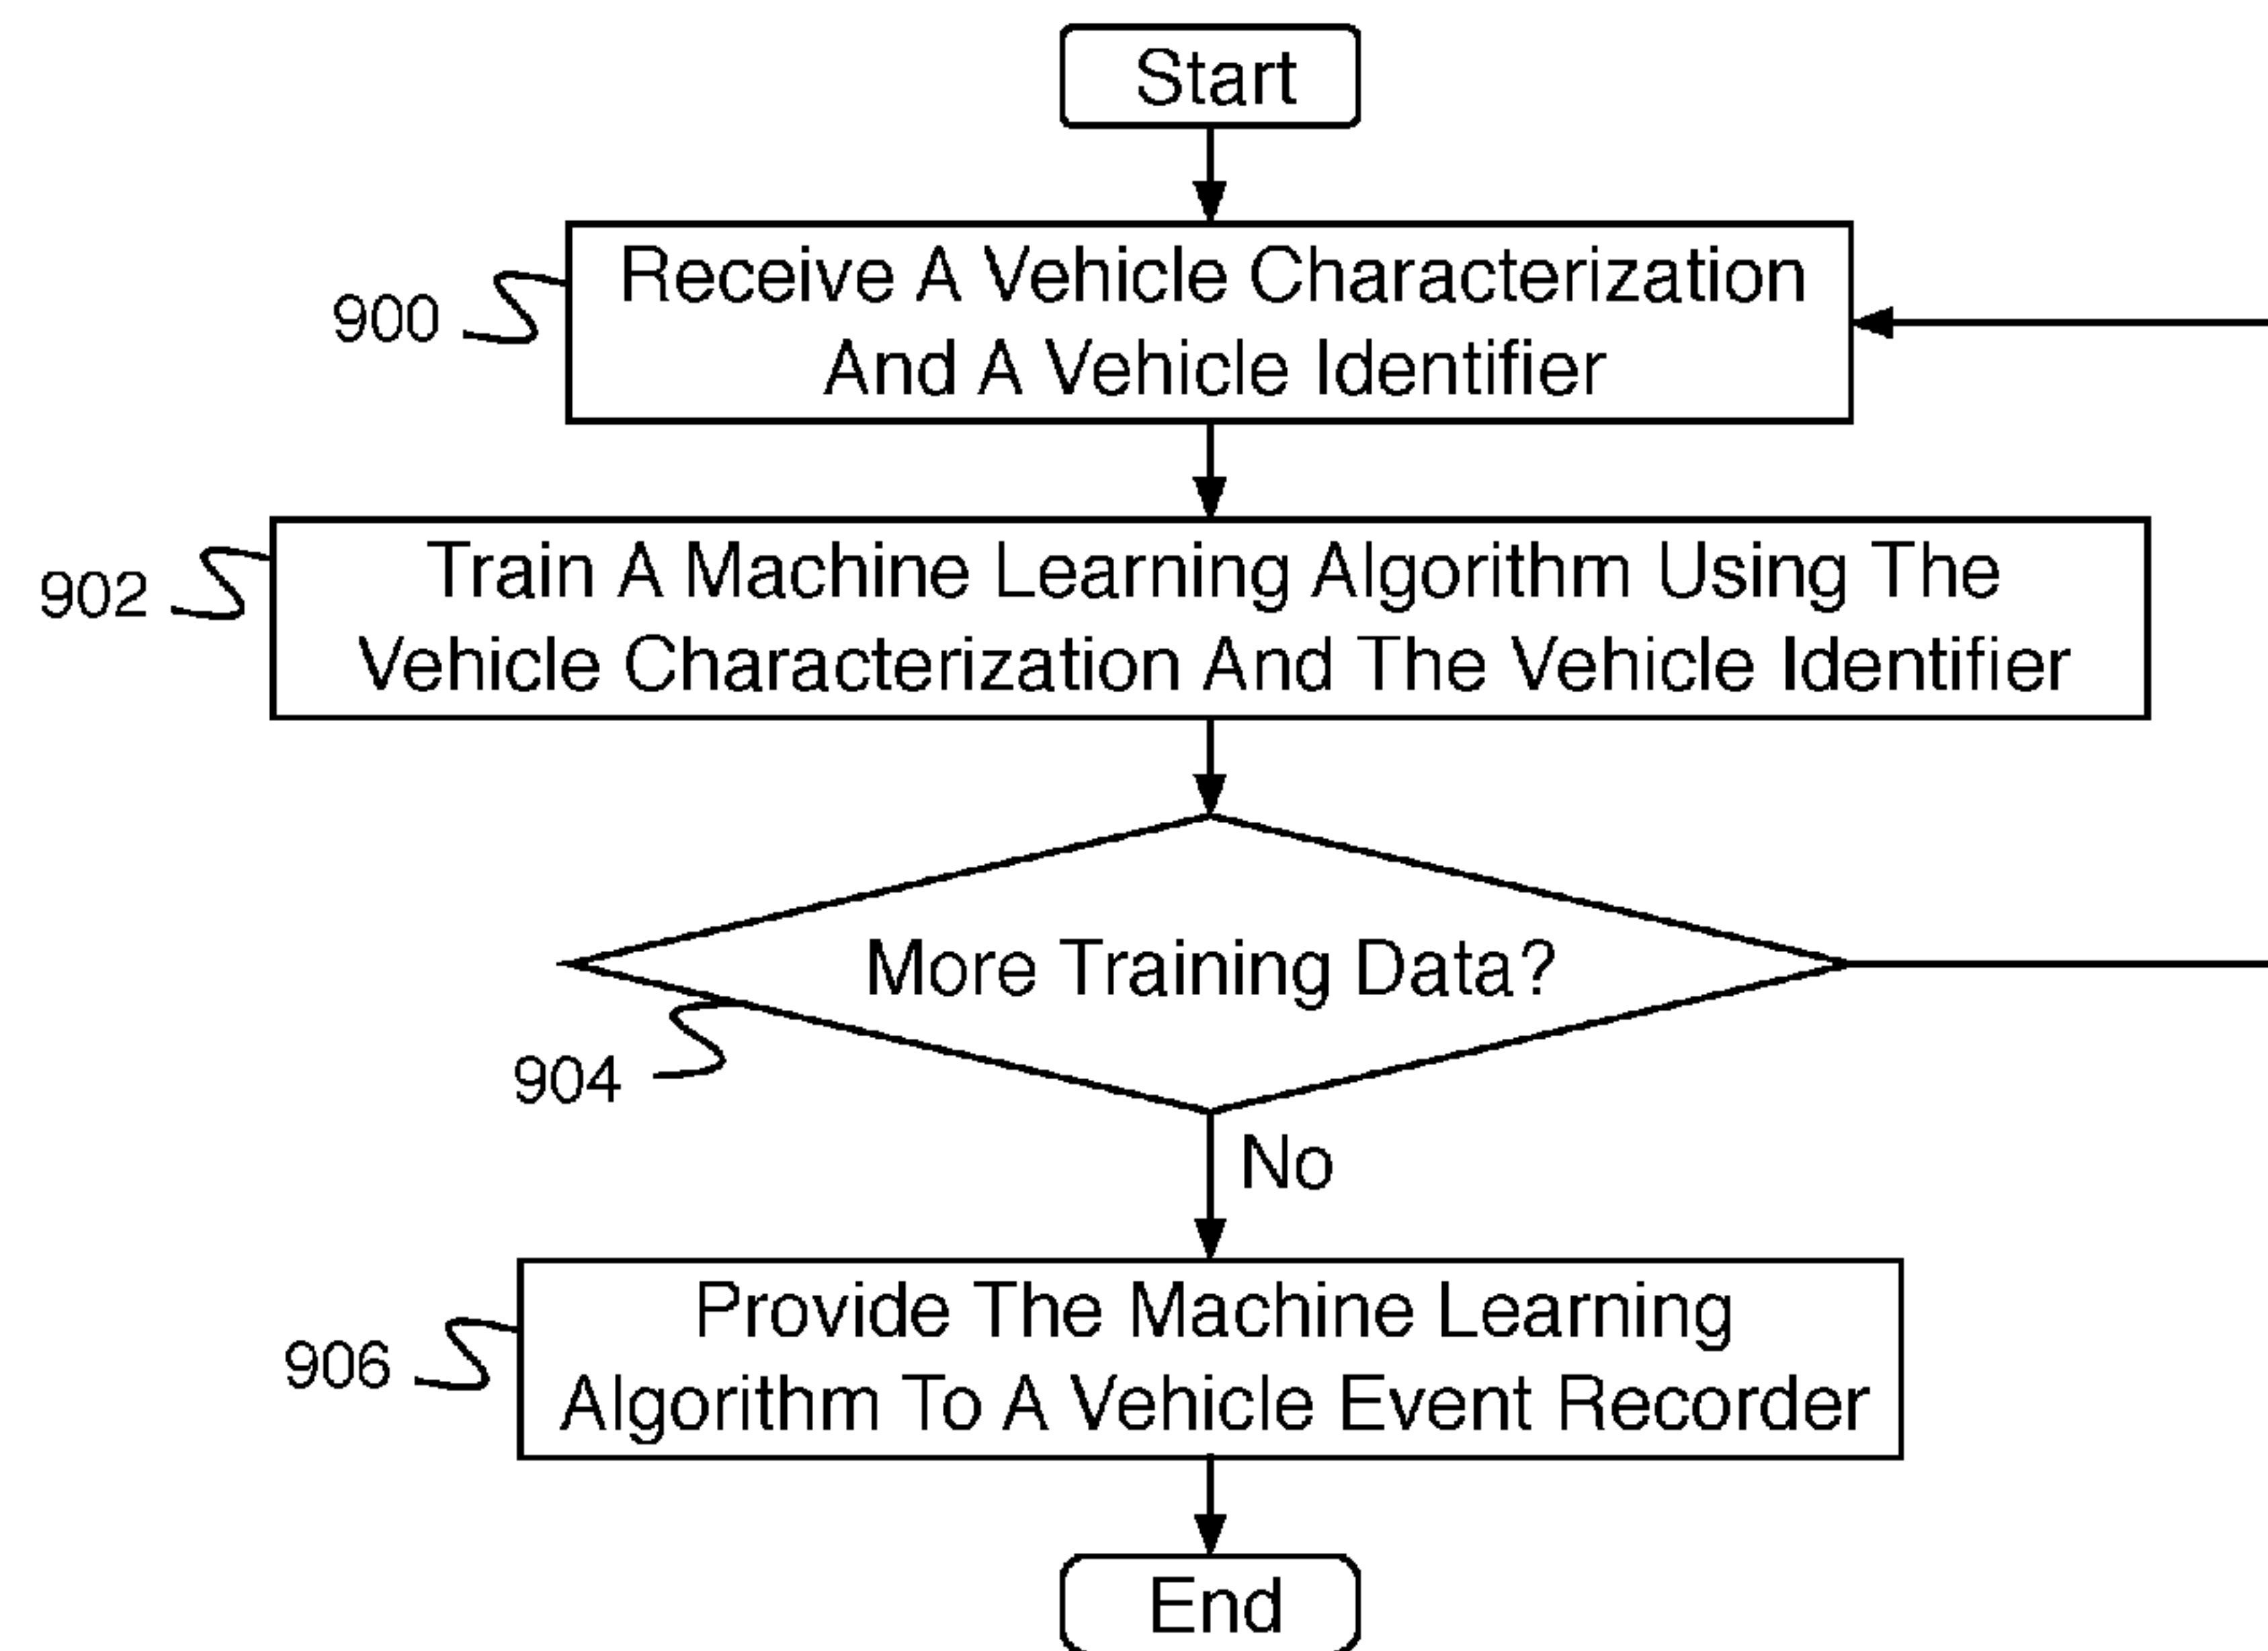 Start
900
Receive A Vehicle Characterization
And A Vehicle Identifier
902
Train A Machine Learning Algorithm Using The
Vehicle Characterization And The Vehicle Identifier
More Training Data?
904
No
906
Provide The Machine Learning
Algorithm To A Vehicle Event Recorder
End